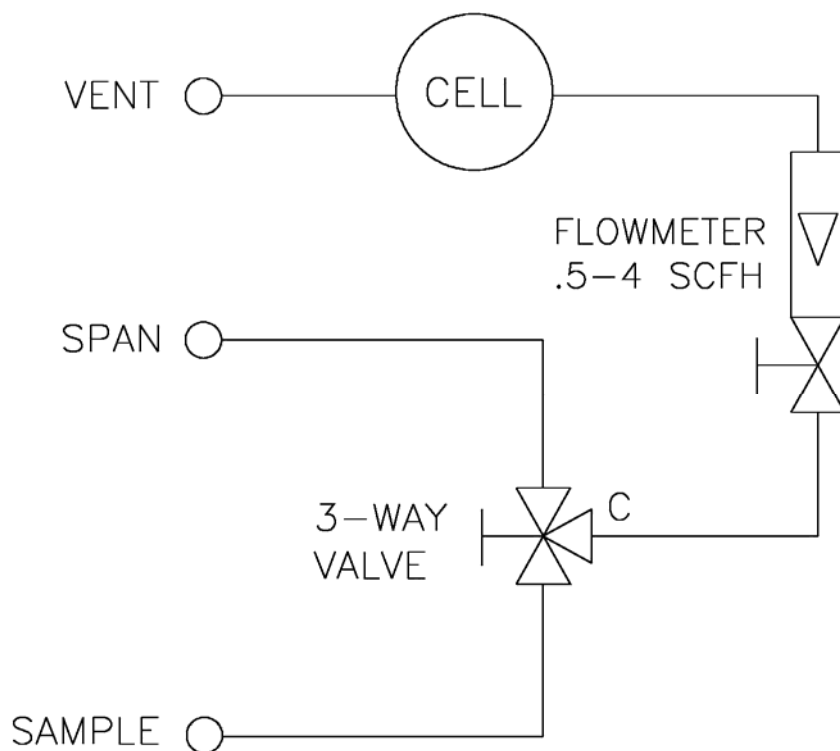 VENT
CELL
FLOWMETER
.5-4 SCFH
SPAN
3-WAY
VALVE
C
SAMPLE